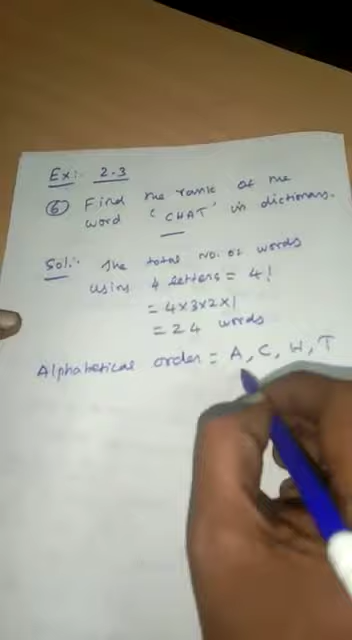 Ex:- 2.3
⑥ Find the rank of the
word 'CHAT' in dictionary.
Sol:- The total No. of words
using 4 letters = 4!
= 4×3×2×1
= 24 words
Alphabetical order = A, C, H, T